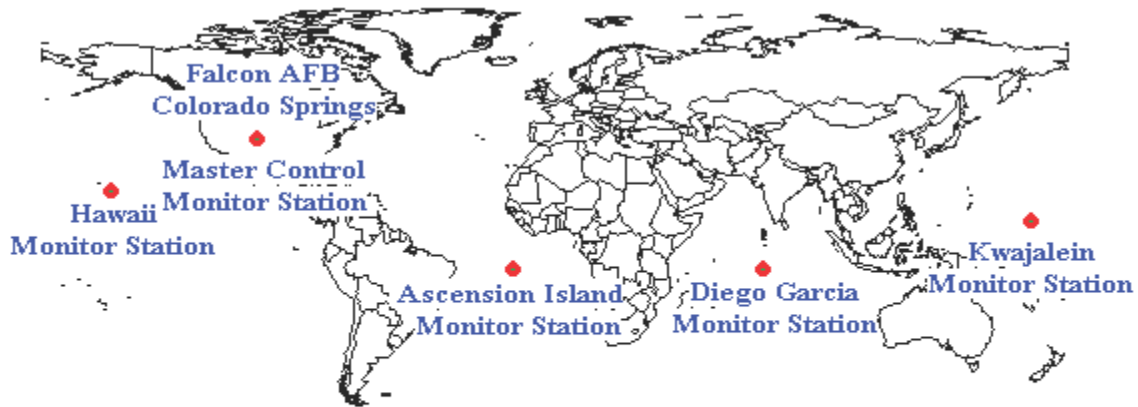 Falcon AFB
Colorado Springs
Master Control
Monitor Station
Hawaii
Monitor Station
Ascension Island
Monitor Station
Diego Garcia
Monitor Station
Kwajalein
Monitor Station